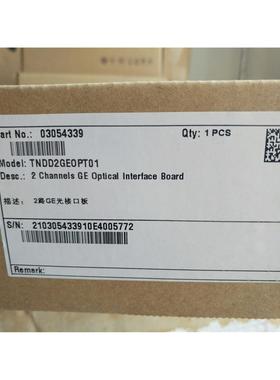 art No.: 03054339 Qty: 1 PCS
Model: TNDD2GEOPT01
Desc.: 2 Channels GE Optical Interface Board
描述: 2路GE光接口板
S/N: 210305433910E4005772
Remark: